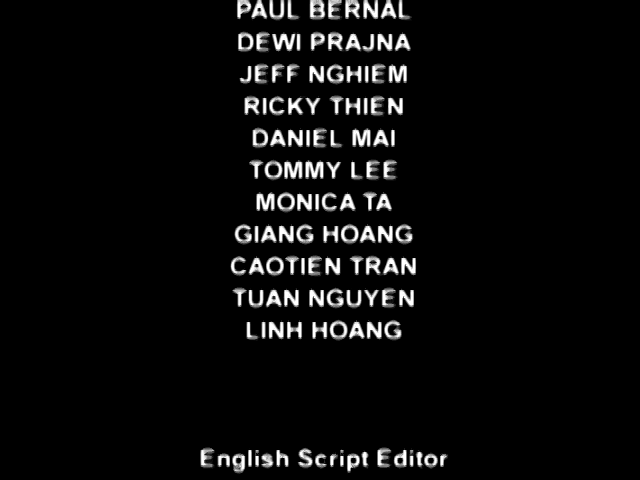 PAUL BERNAL
DEWI PRAJNA
JEFF NGHIEM
RICKY THIEN
DANIEL MAI
TOMMY LEE
MONICA TA
GIANG HOANG
CAOTIEN TRAN
TUAN NGUYEN
LINH HOANG
English Script Editor